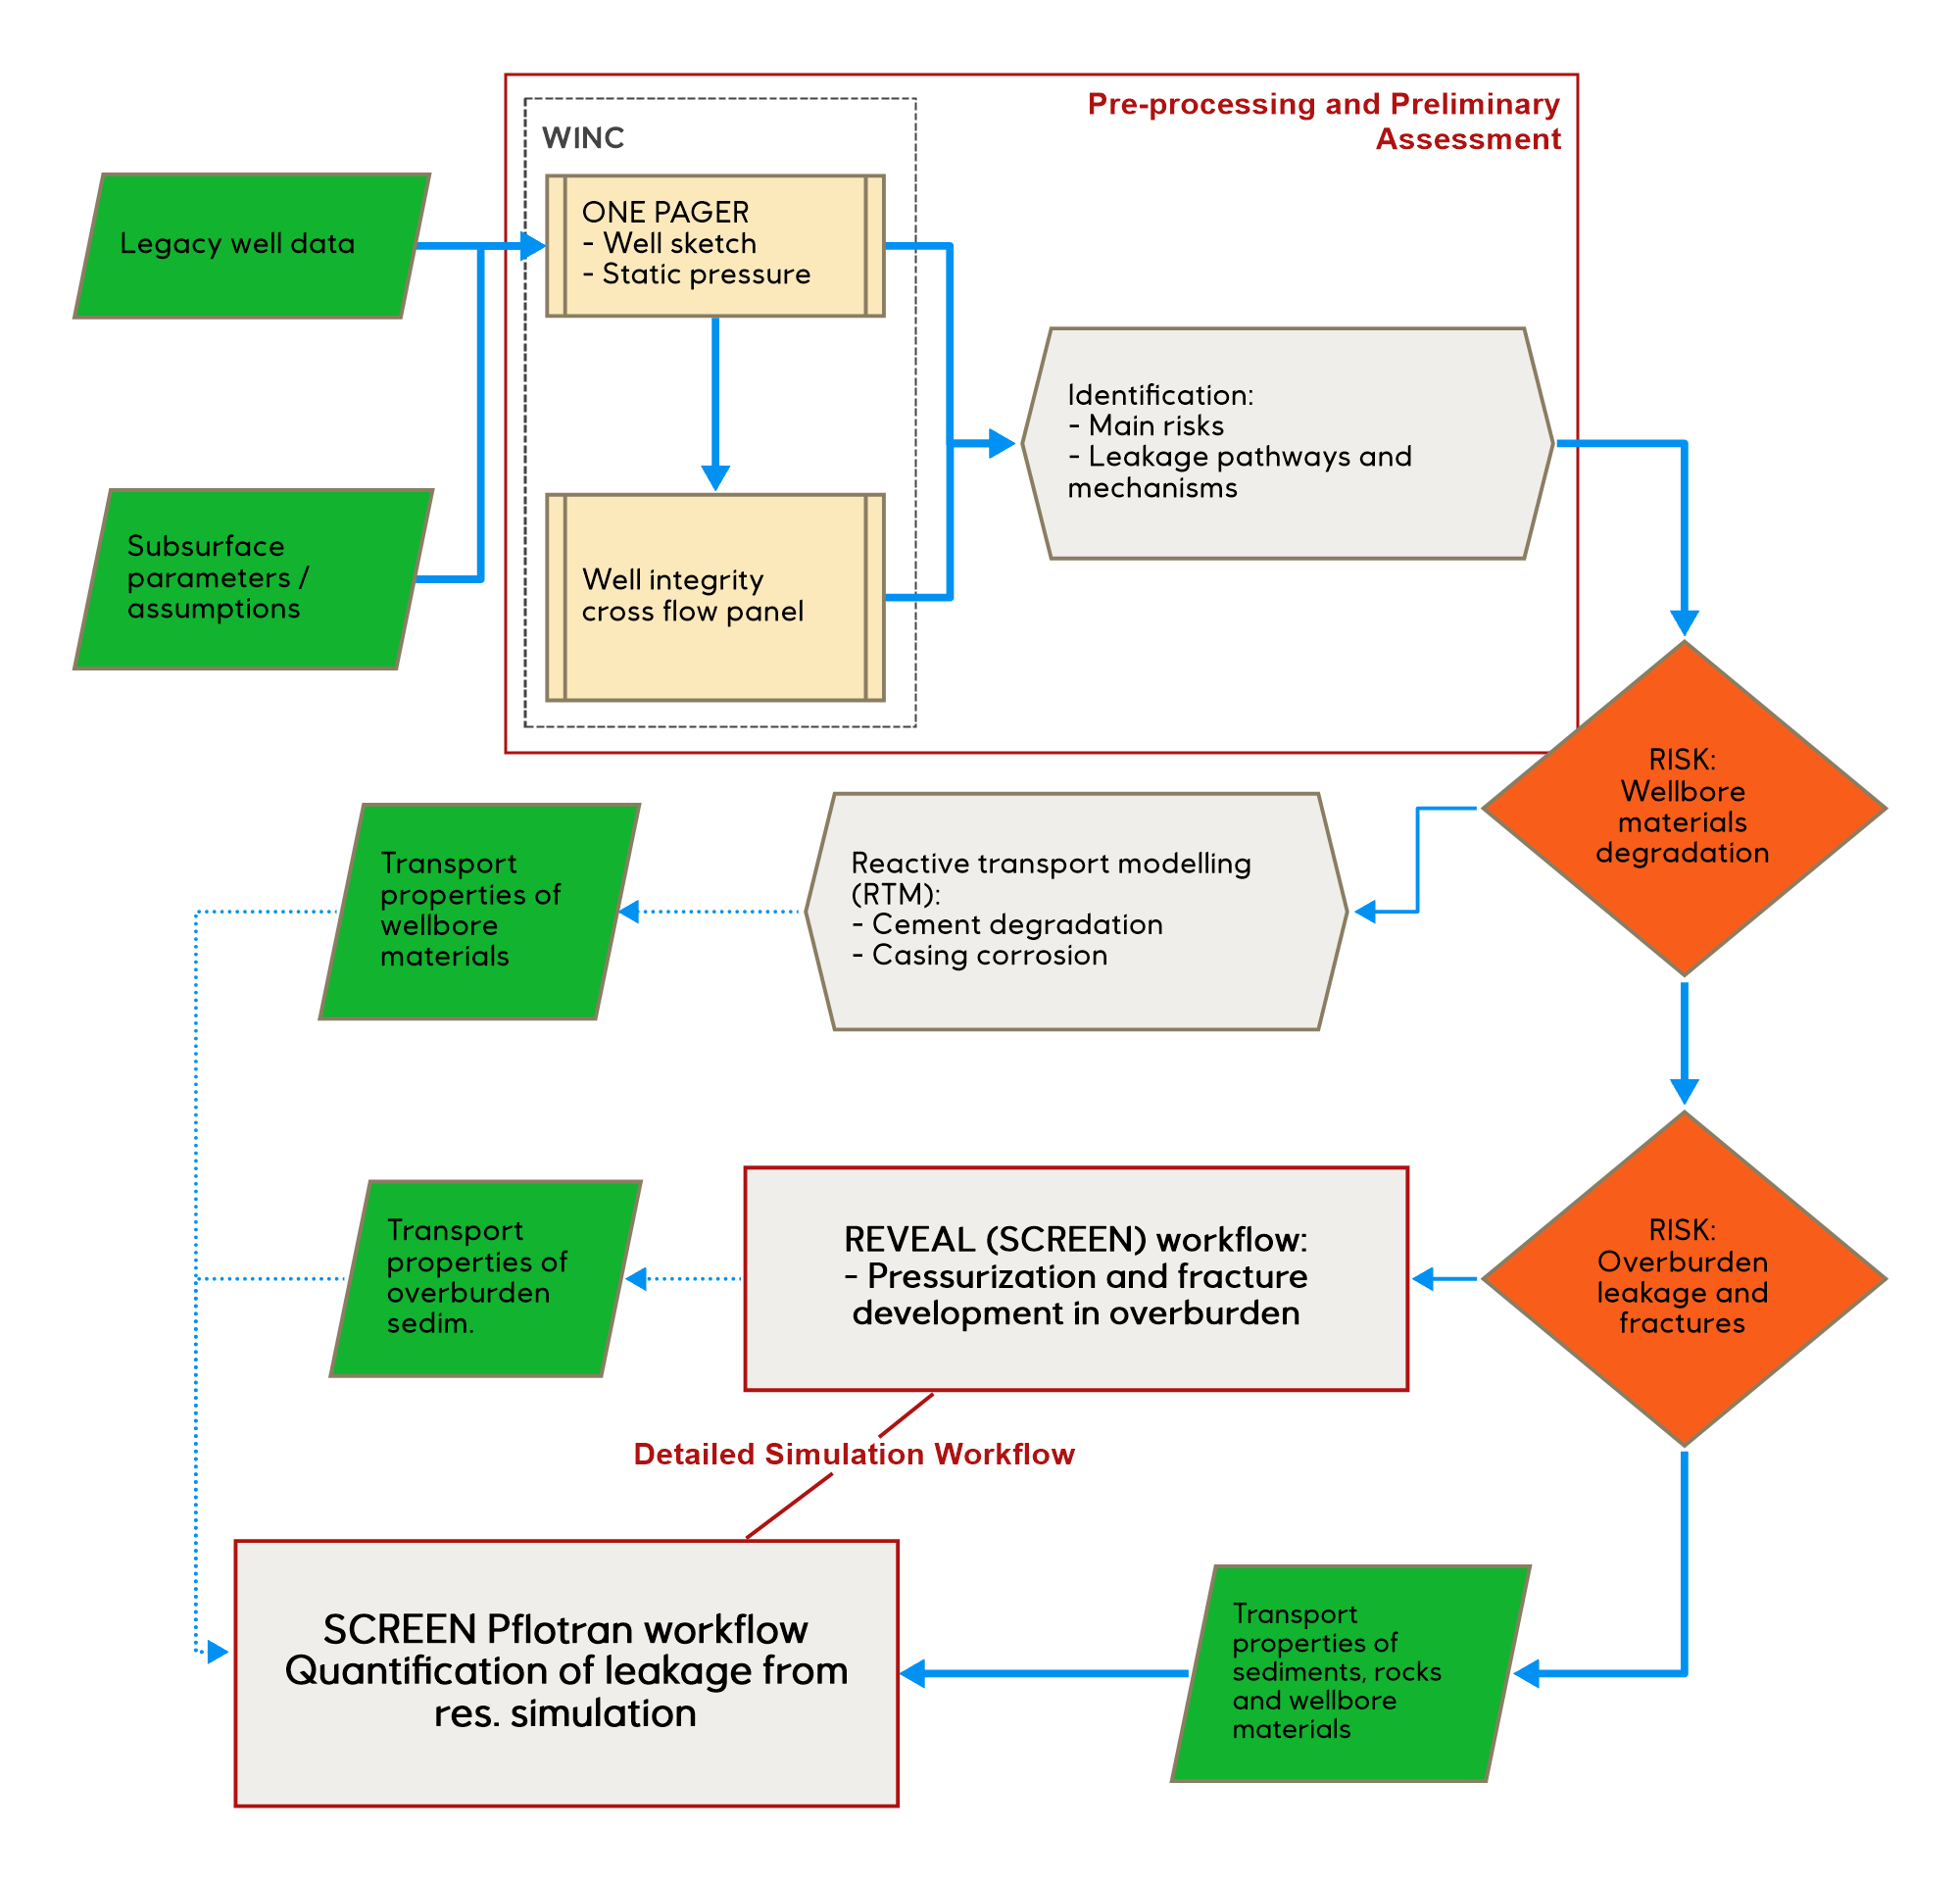 Pre-processing and Preliminary
Assessment
WINC
Legacy well data
ONE PAGER
- Well sketch
- Static pressure
Identification:
- Main risks
- Leakage pathways and
mechanisms
Subsurface
parameters /
assumptions
Well integrity
cross flow panel
RISK:
Wellbore
materials
degradation
Reactive transport modelling
(RTM):
- Cement degradation
- Casing corrosion
Transport
properties of
wellbore
materials
RISK:
Overburden
leakage and
fractures
REVEAL (SCREEN) workflow:
- Pressurization and fracture
development in overburden
Transport
properties of
overburden
sedim.
Detailed Simulation Workflow
SCREEN Pflotran workflow
Quantification of leakage from
res. simulation
Transport
properties of
sediments, rocks
and wellbore
materials